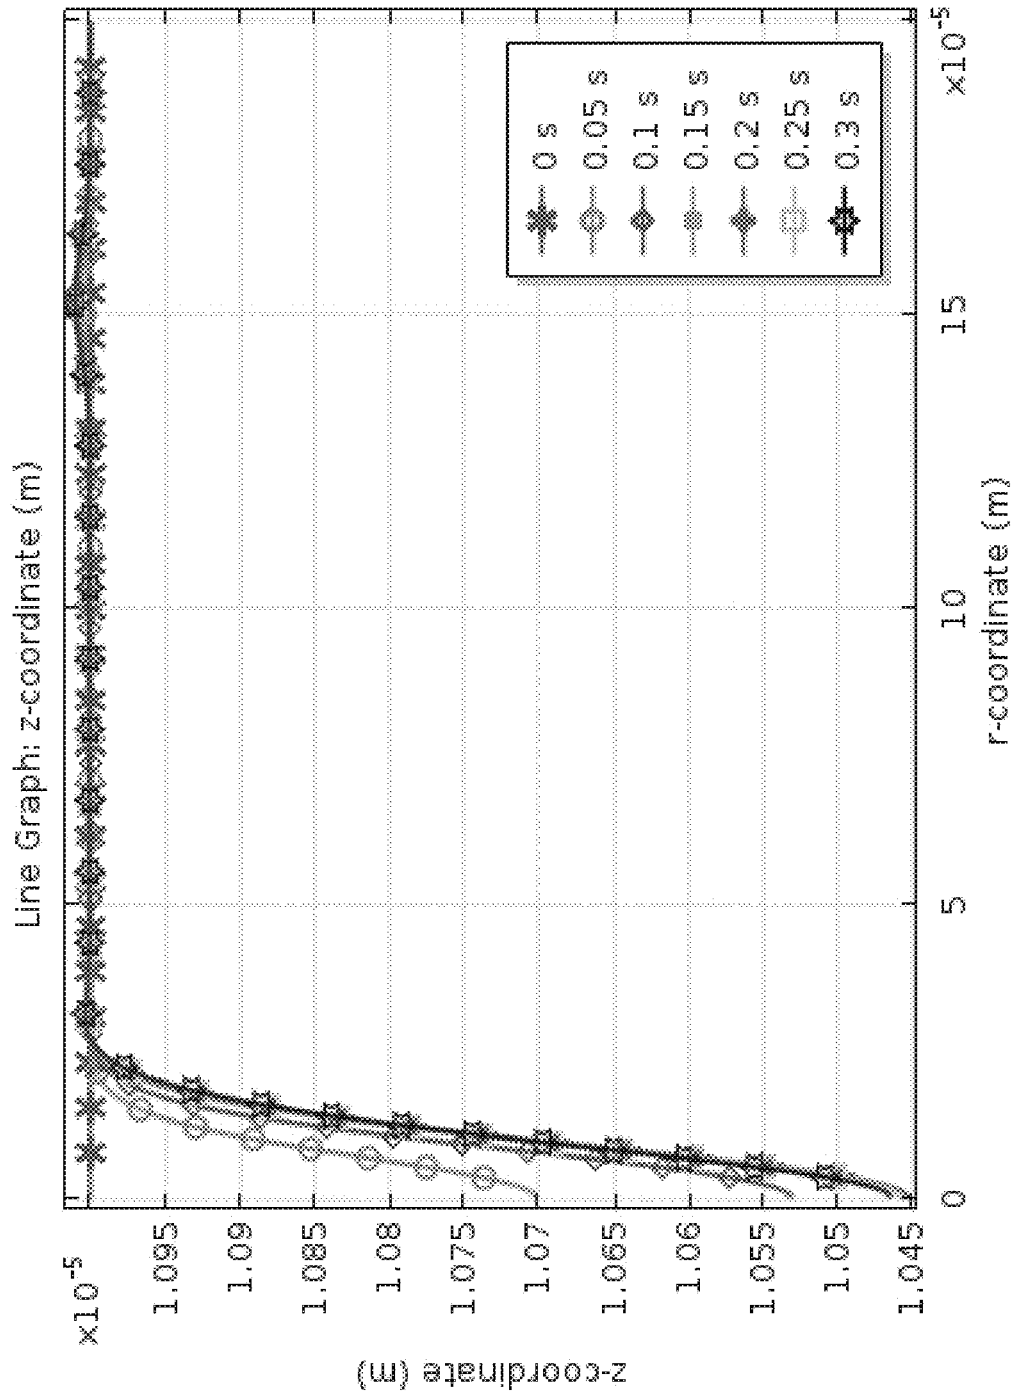 Line Graph: z-coordinate (m)
×10⁻⁵
1.095
1.09
1.085
1.08
1.075
1.07
1.065
1.06
1.055
1.05
1.045
z-coordinate (m)
0 s
0.05 s
0.1 s
0.15 s
0.2 s
0.25 s
0.3 s
0
5
10
15
×10⁻⁵
r-coordinate (m)